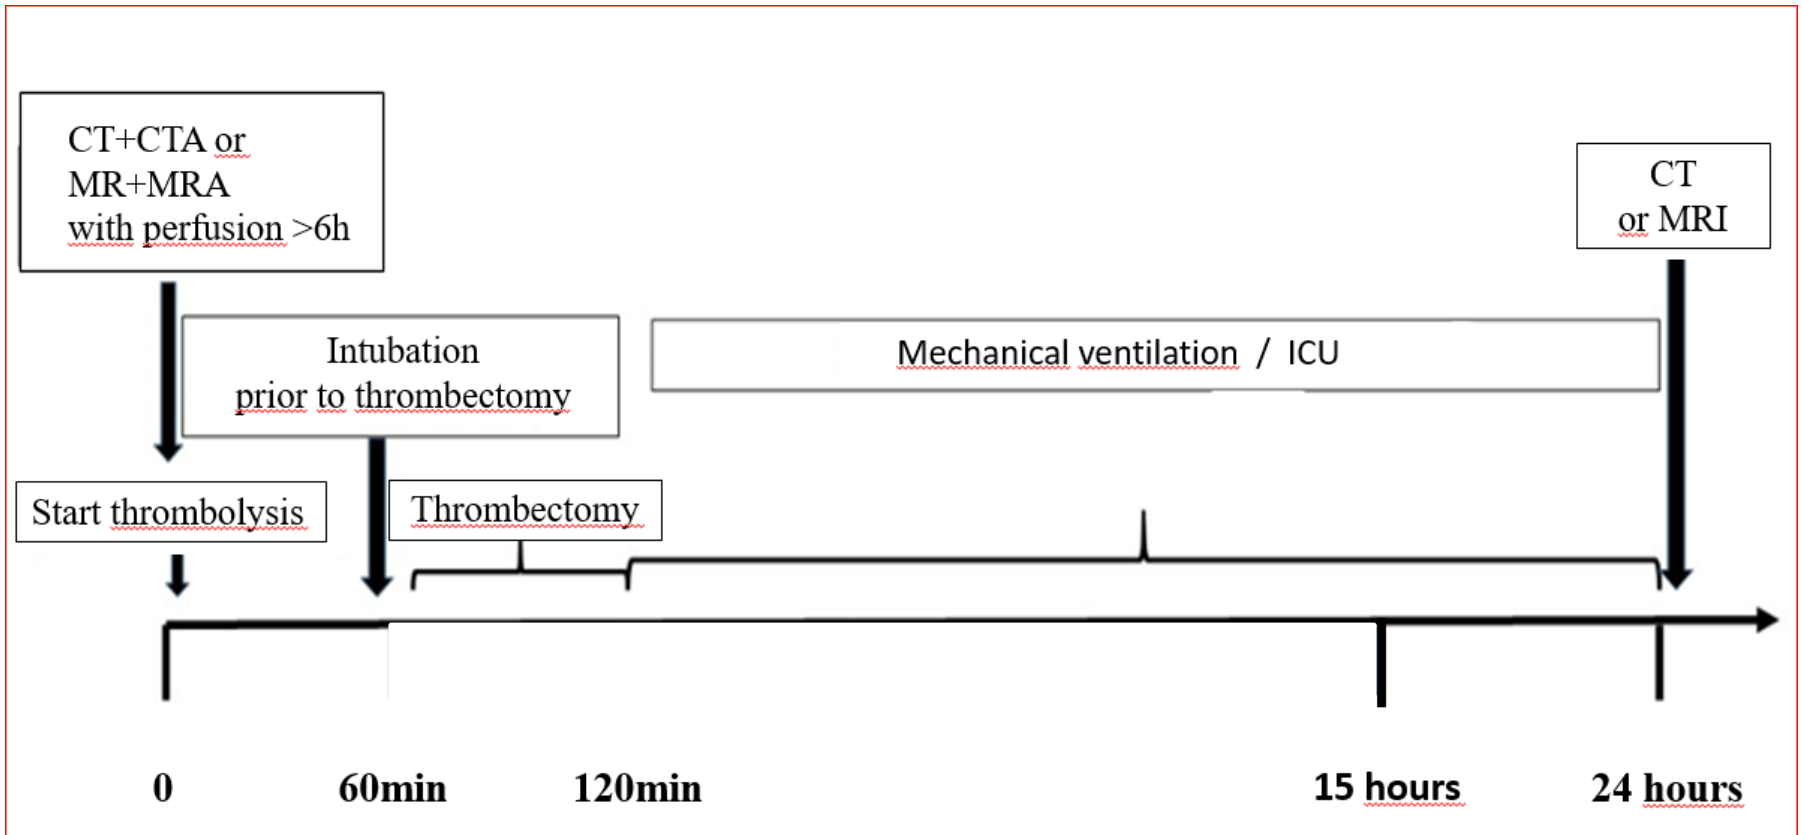 CT+CTA or
MR+MRA
with perfusion >6h
CT
or MRI
Intubation
prior to thrombectomy
Mechanical ventilation / ICU
Start thrombolysis
Thrombectomy
0
60min
120min
15 hours
24 hours